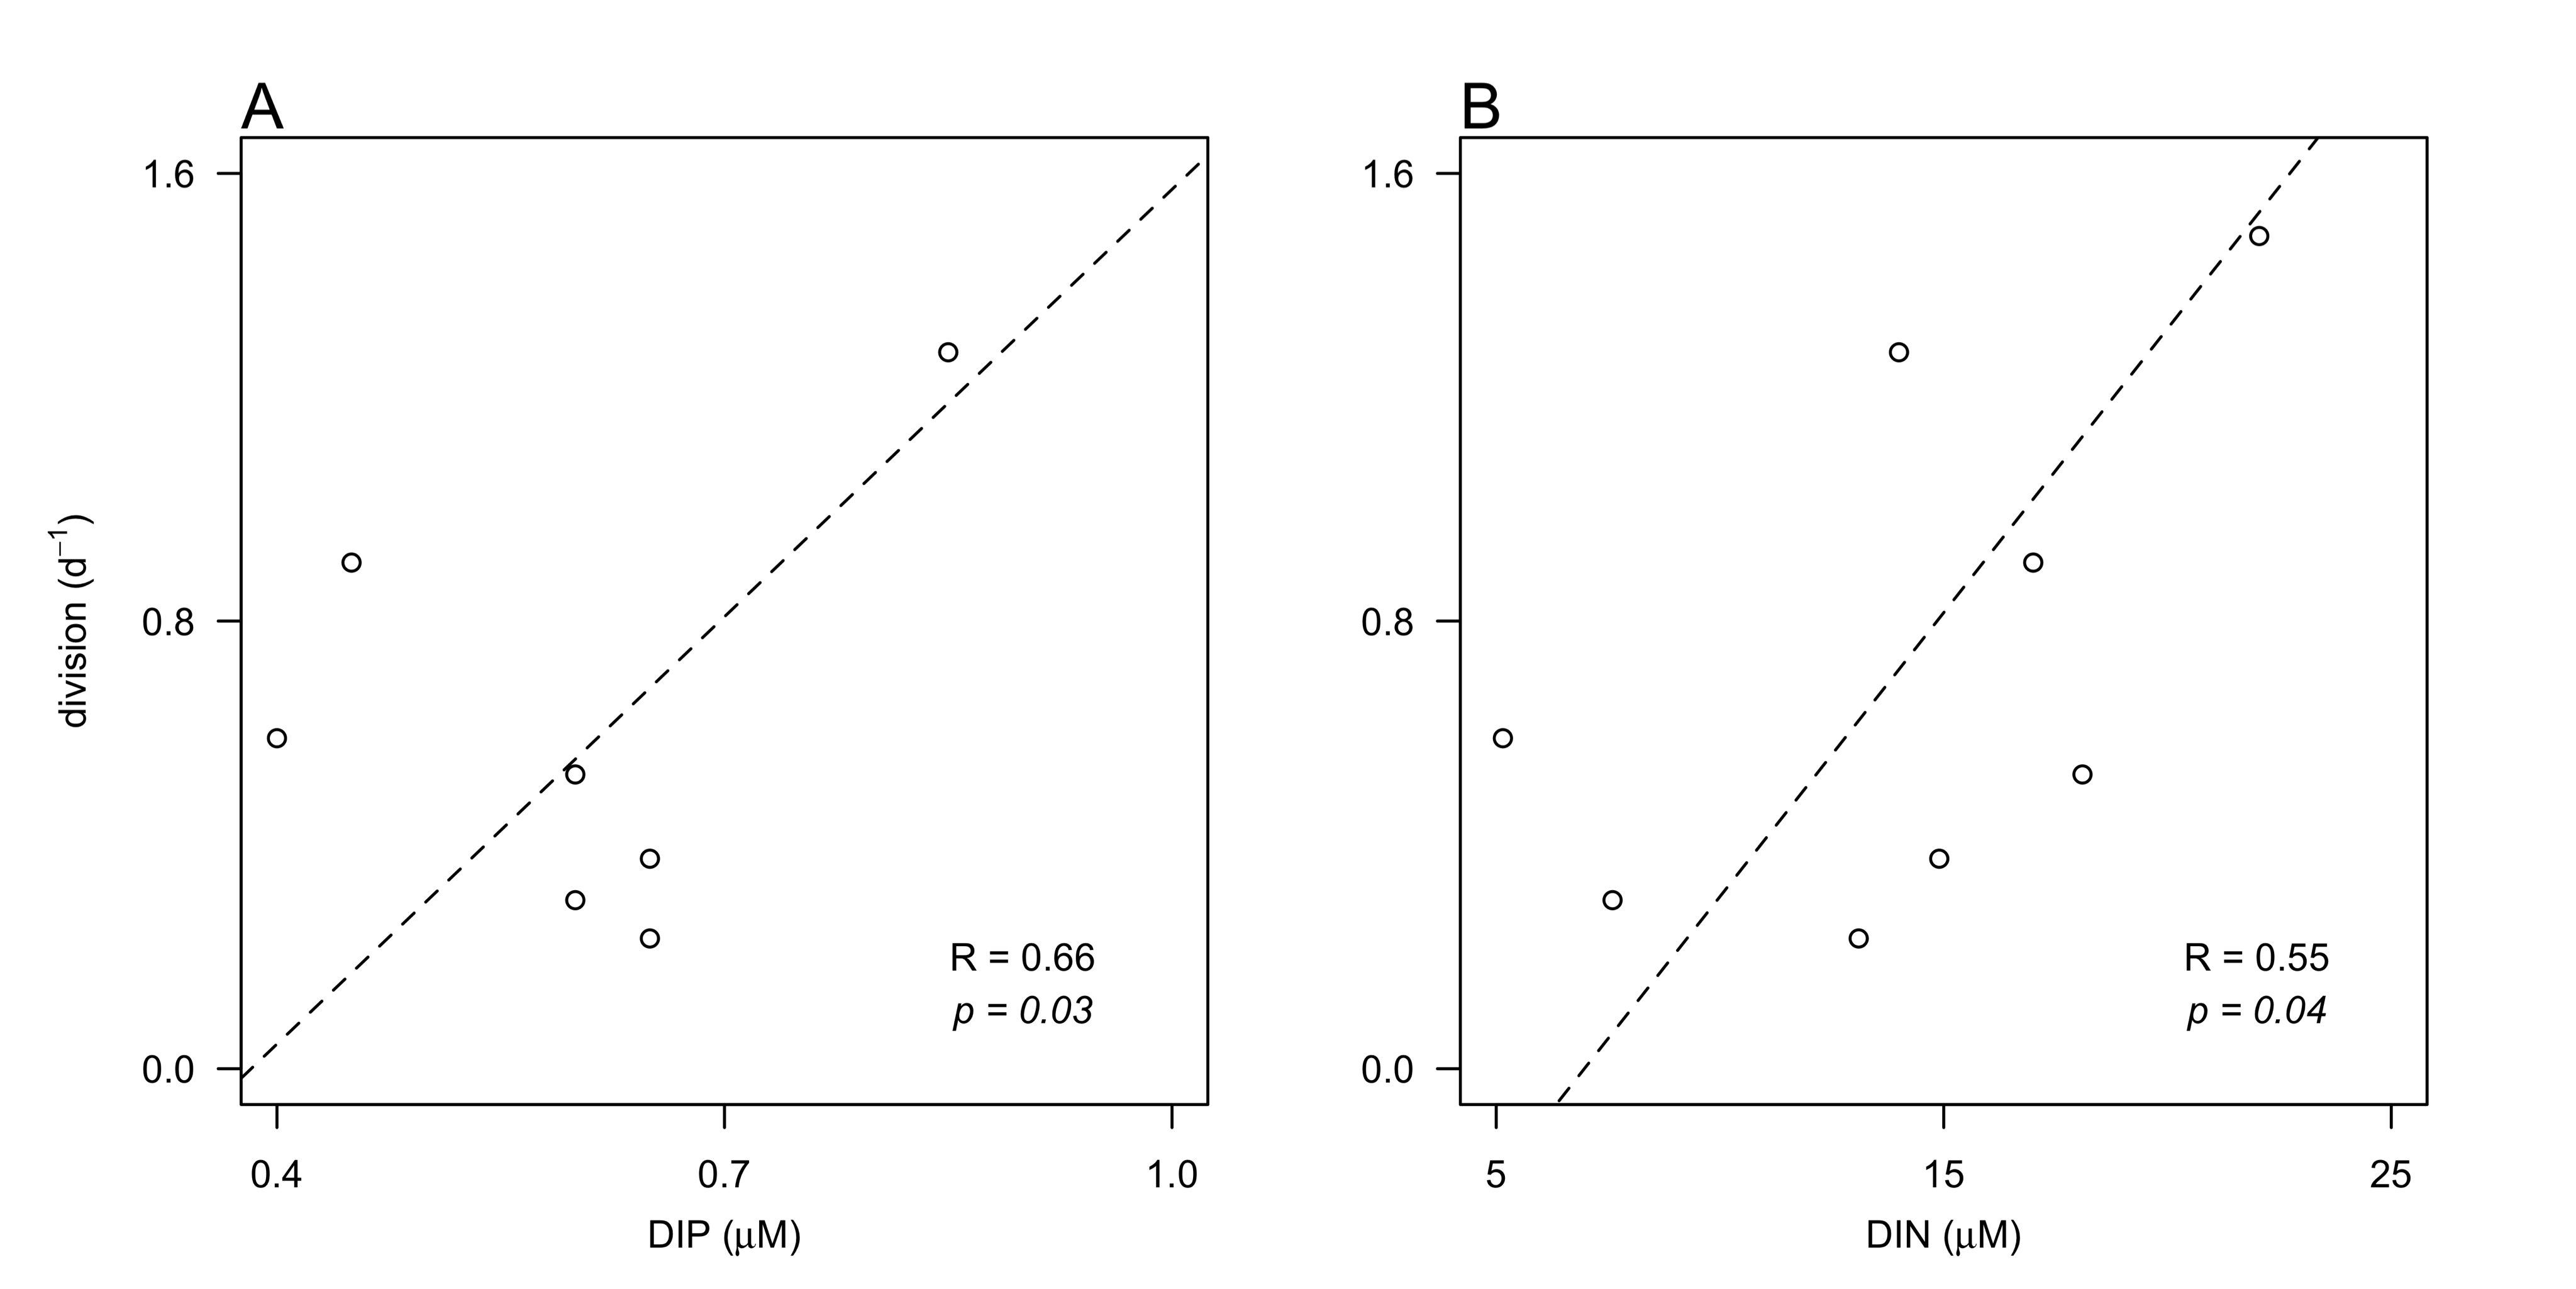 A
1.6
0.8
0.0
division (d⁻¹)
0.4 0.7 1.0
DIP (μM)
R = 0.66
p = 0.03
B
1.6
0.8
0.0
5 15 25
DIN (μM)
R = 0.55
p = 0.04